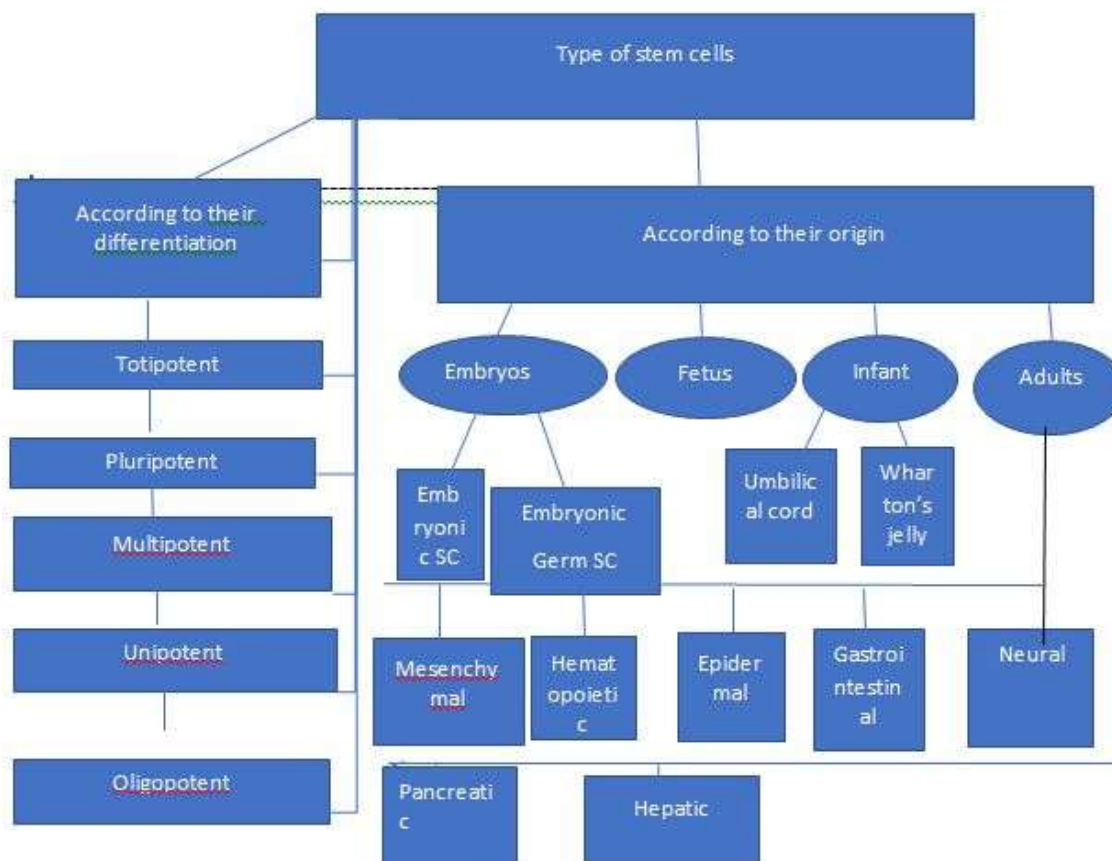 Type of stem cells
According to their
differentiation
According to their origin
Totipotent
Pluripotent
Multipotent
Unipotent
Oligopotent
Embryos
Fetus
Infant
Adults
Emb
ryoni
c SC
Embryonic
Germ SC
Umbilic
al cord
Whar
ton's
jelly
Mesenchy
mal
Hemat
opoieti
c
Epider
mal
Gastroi
ntestin
al
Neural
Pancreati
c
Hepatic